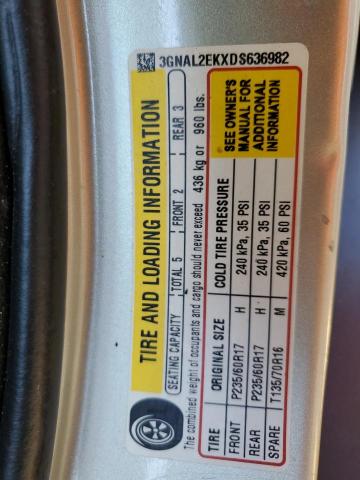 3GNAL2EKXDS636982
TIRE AND LOADING INFORMATION
SEATING CAPACITY TOTAL 5 FRONT 2 REAR 3
The combined weight of occupants and cargo should never exceed 436 kg or 960 lbs.
TIRE ORIGINAL SIZE COLD TIRE PRESSURE
FRONT P235/60R17 H 240 kPa, 35 PSI
REAR P235/60R17 H 240 kPa, 35 PSI
SPARE T135/70R16 M 420 kPa, 60 PSI
SEE OWNER'S
MANUAL FOR
ADDITIONAL
INFORMATION